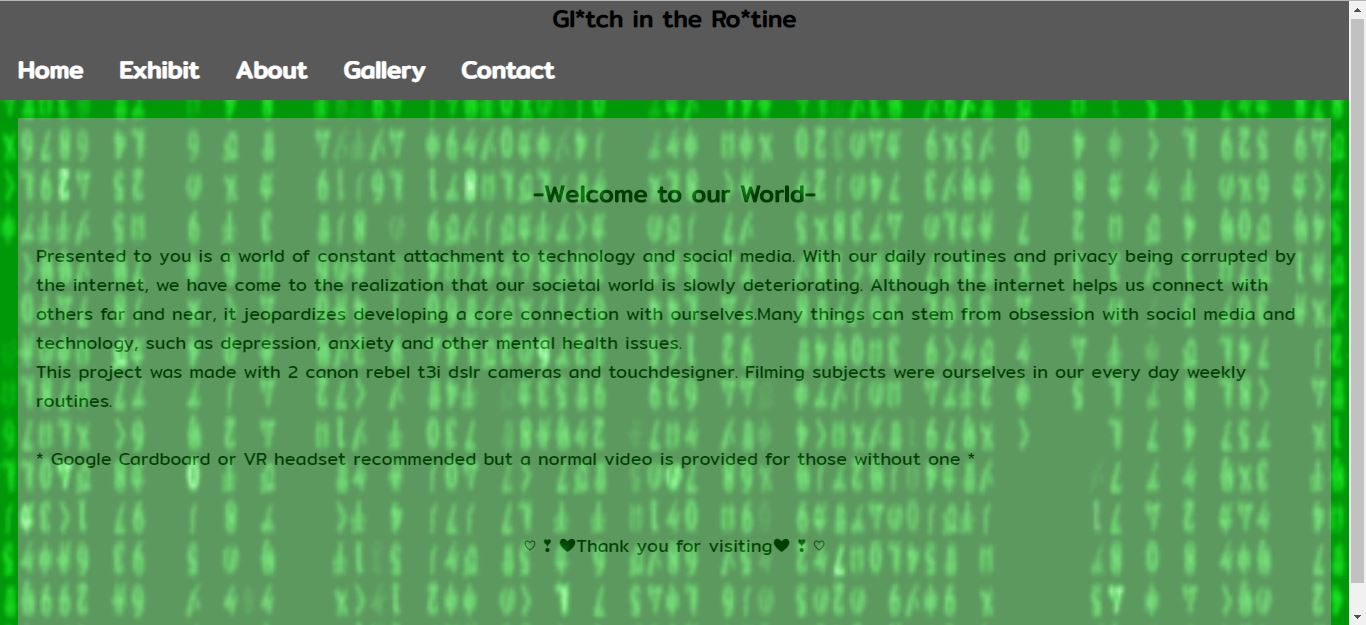 Gl*tch in the Ro*tine
Home Exhibit About Gallery Contact
-Welcome to our World-
Presented to you is a world of constant attachment to technology and social media. With our daily routines and privacy being corrupted by
the internet, we have come to the realization that our societal world is slowly deteriorating. Although the internet helps us connect with
others far and near, it jeopardizes developing a core connection with ourselves.Many things can stem from obsession with social media and
technology, such as depression, anxiety and other mental health issues.
This project was made with 2 canon rebel t3i dslr cameras and touchdesigner. Filming subjects were ourselves in our every day weekly
routines.
* Google Cardboard or VR headset recommended but a normal video is provided for those without one *
♡❣♥Thank you for visiting♥❣♡